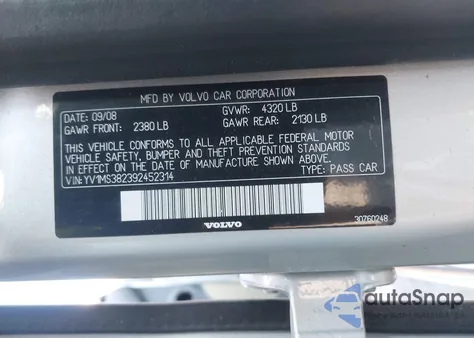 MFD BY VOLVO CAR CORPORATION
DATE: 09/08 GVWR: 4320 LB
GAWR FRONT: 2380 LB GAWR REAR: 2130 LB
THIS VEHICLE CONFORMS TO ALL APPLICABLE FEDERAL MOTOR
VEHICLE SAFETY, BUMPER AND THEFT PREVENTION STANDARDS
IN EFFECT ON THE DATE OF MANUFACTURE SHOWN ABOVE.
VIN: YV1MS382392452314 TYPE: PASS CAR
VOLVO
30760248
autoSnap